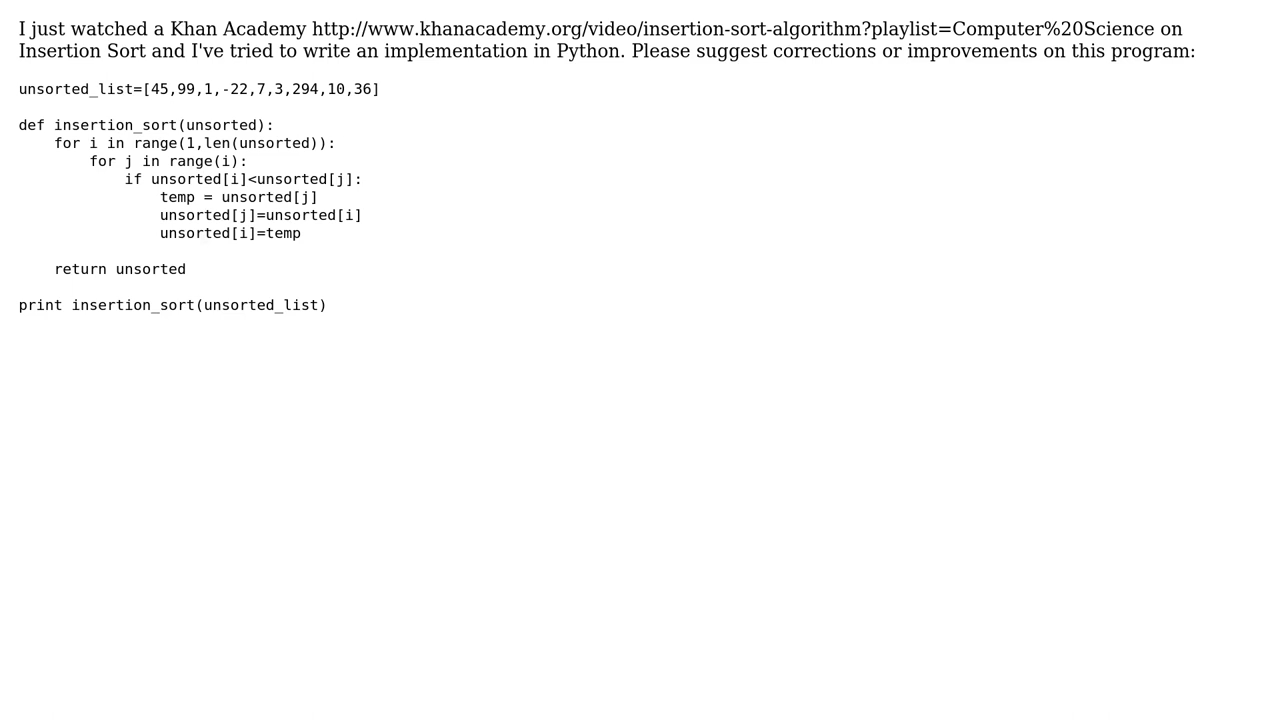 I just watched a Khan Academy http://www.khanacademy.org/video/insertion-sort-algorithm?playlist=Computer%20Science on
Insertion Sort and I've tried to write an implementation in Python. Please suggest corrections or improvements on this program:
unsorted_list=[45,99,1,-22,7,3,294,10,36]
def insertion_sort(unsorted):
    for i in range(1,len(unsorted)):
        for j in range(i):
            if unsorted[i]<unsorted[j]:
                temp = unsorted[j]
                unsorted[j]=unsorted[i]
                unsorted[i]=temp
    return unsorted
print insertion_sort(unsorted_list)